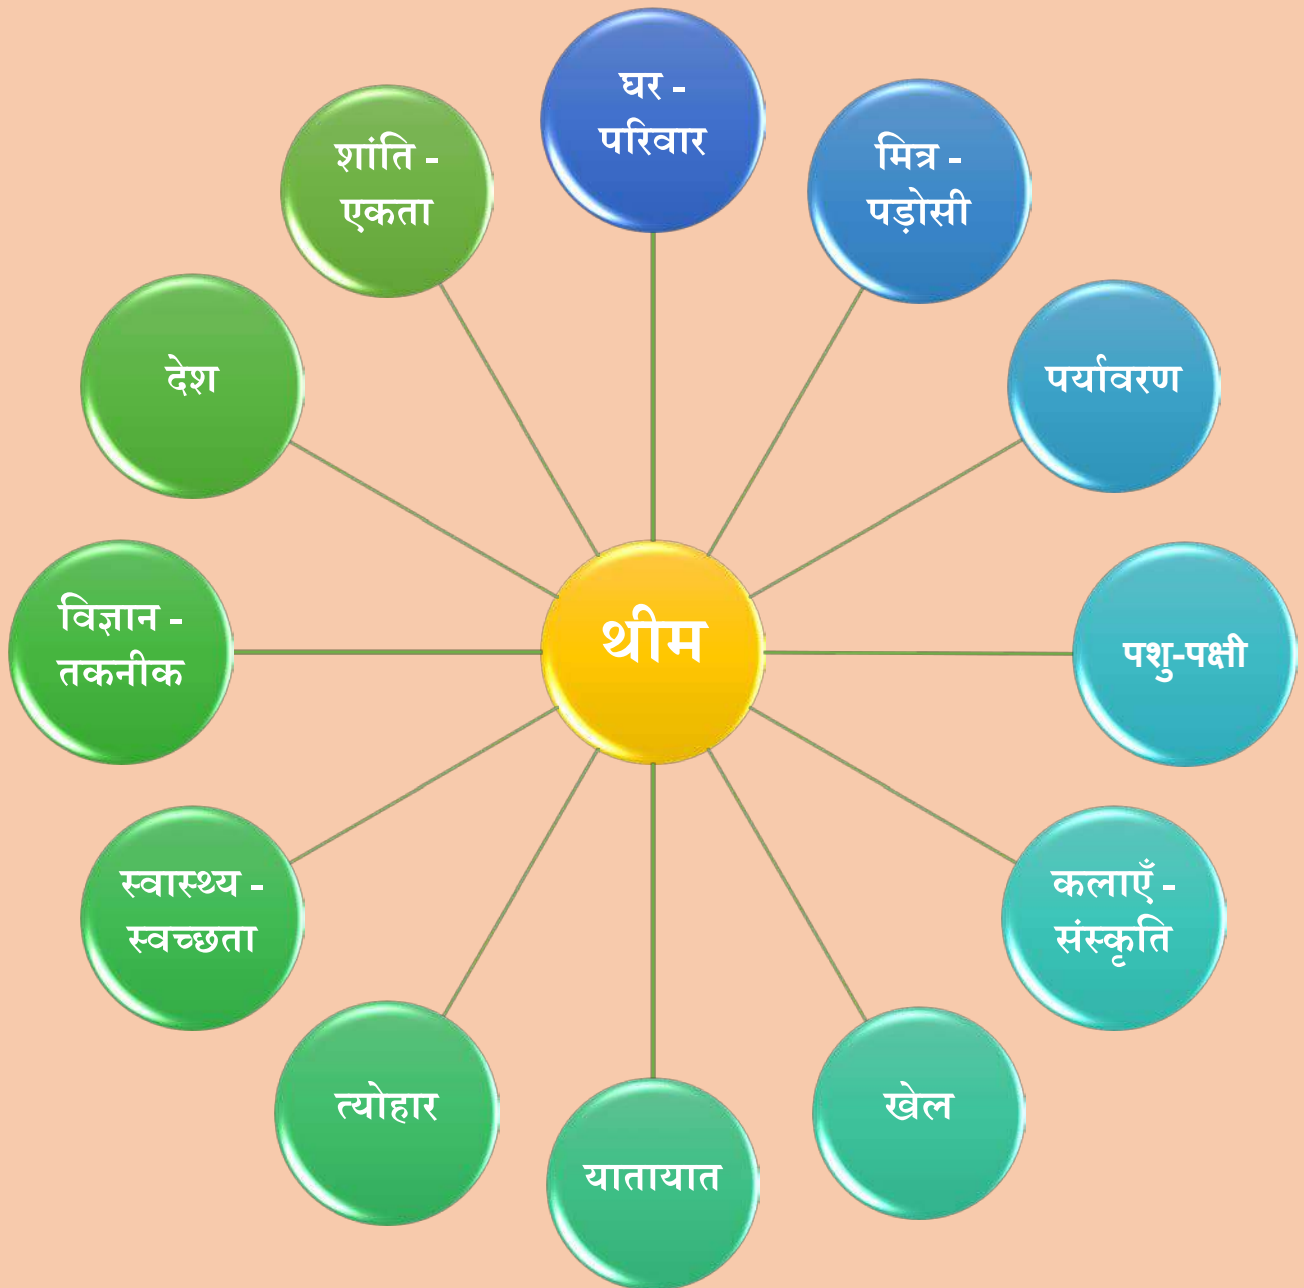 घर -
परिवार
मित्र -
पड़ोसी
पर्यावरण
पशु-पक्षी
कलाएँ -
संस्कृति
खेल
यातायात
त्योहार
स्वास्थ्य -
स्वच्छता
विज्ञान -
तकनीक
देश
शांति -
एकता
थीम